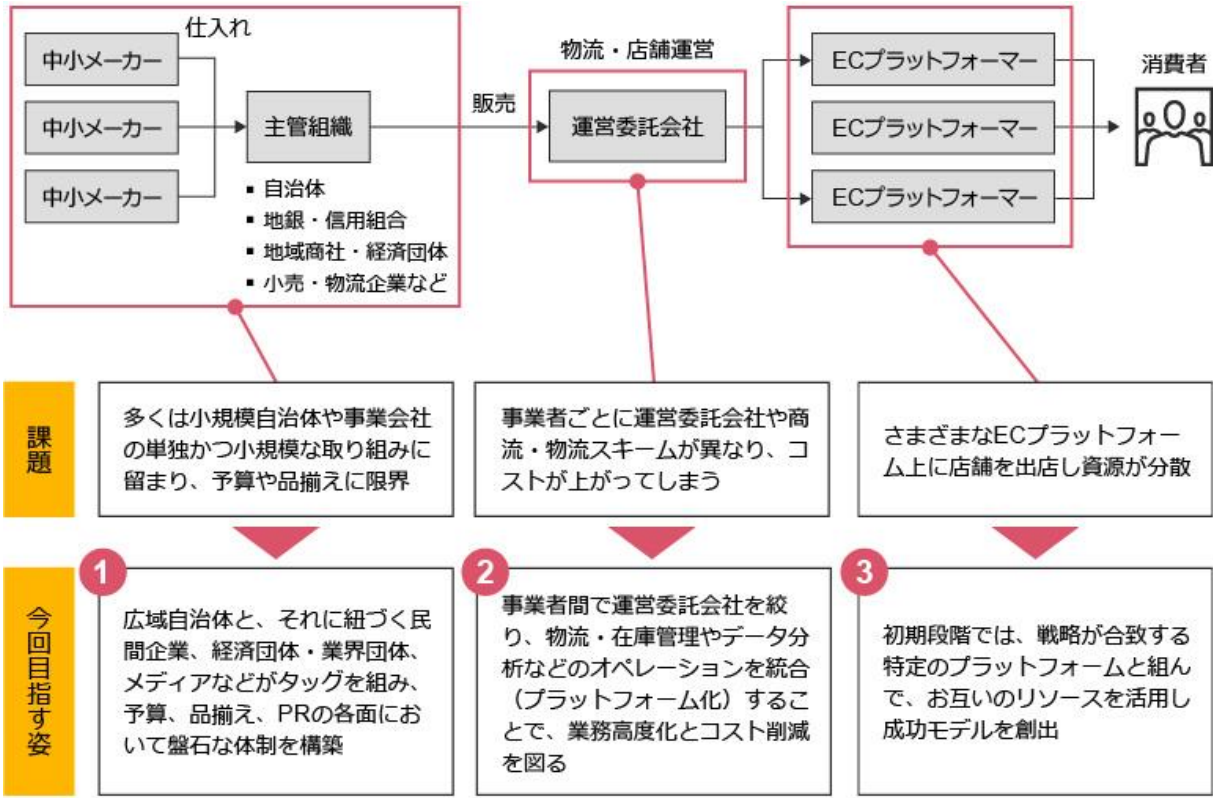 仕入れ
中小メーカー
中小メーカー
中小メーカー
主管組織
▪ 自治体
▪ 地銀・信用組合
▪ 地域商社・経済団体
▪ 小売・物流企業など
販売
物流・店舗運営
運営委託会社
ECプラットフォーマー
ECプラットフォーマー
ECプラットフォーマー
消費者
課題
多くは小規模自治体や事業会社
の単独かつ小規模な取り組みに
留まり、予算や品揃えに限界
事業者ごとに運営委託会社や商
流・物流スキームが異なり、コ
ストが上がってしまう
さまざまなECプラットフォー
ム上に店舗を出店し資源が分散
今回目指す姿
1
広域自治体と、それに紐づく民
間企業、経済団体・業界団体、
メディアなどがタッグを組み、
予算、品揃え、PRの各面にお
いて盤石な体制を構築
2
事業者間で運営委託会社を絞
り、物流・在庫管理やデータ分
析などのオペレーションを統合
（プラットフォーム化）するこ
とで、業務高度化とコスト削減
を図る
3
初期段階では、戦略が合致する
特定のプラットフォームと組ん
で、お互いのリソースを活用し
成功モデルを創出